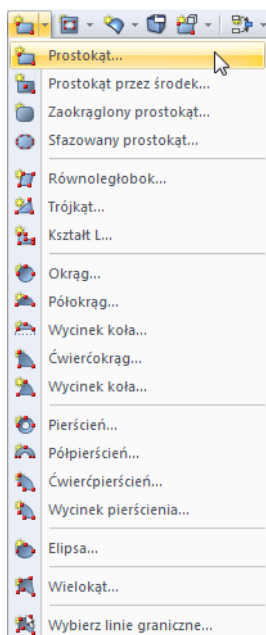 Prostokąt...
Prostokąt przez środek...
Zaokrąglony prostokąt...
Sfazowany prostokąt...
Równoległobok...
Trójkąt...
Kształt L...
Okrąg...
Półokrąg...
Wycinek koła...
Ćwierćokrąg...
Wycinek koła...
Pierścień...
Półpierścień...
Ćwierćpierścień...
Wycinek pierścienia...
Elipsa...
Wielokąt...
Wybierz linie graniczne...